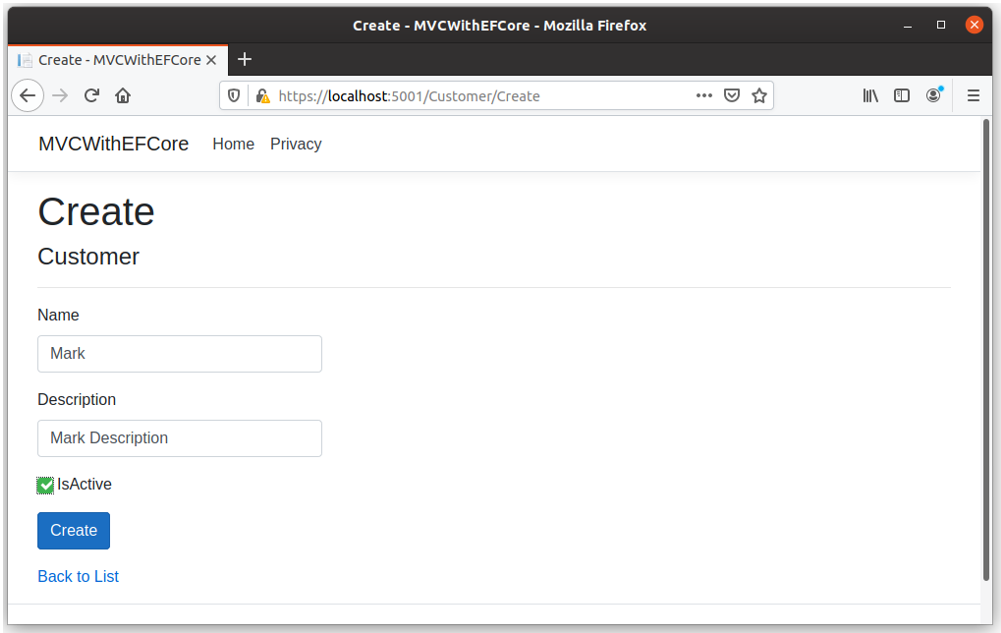 Create - MVCWithEFCore - Mozilla Firefox
Create - MVCWithEFCore
https://localhost:5001/Customer/Create
MVCWithEFCore Home Privacy
Create
Customer
Name
Mark
Description
Mark Description
IsActive
Create
Back to List